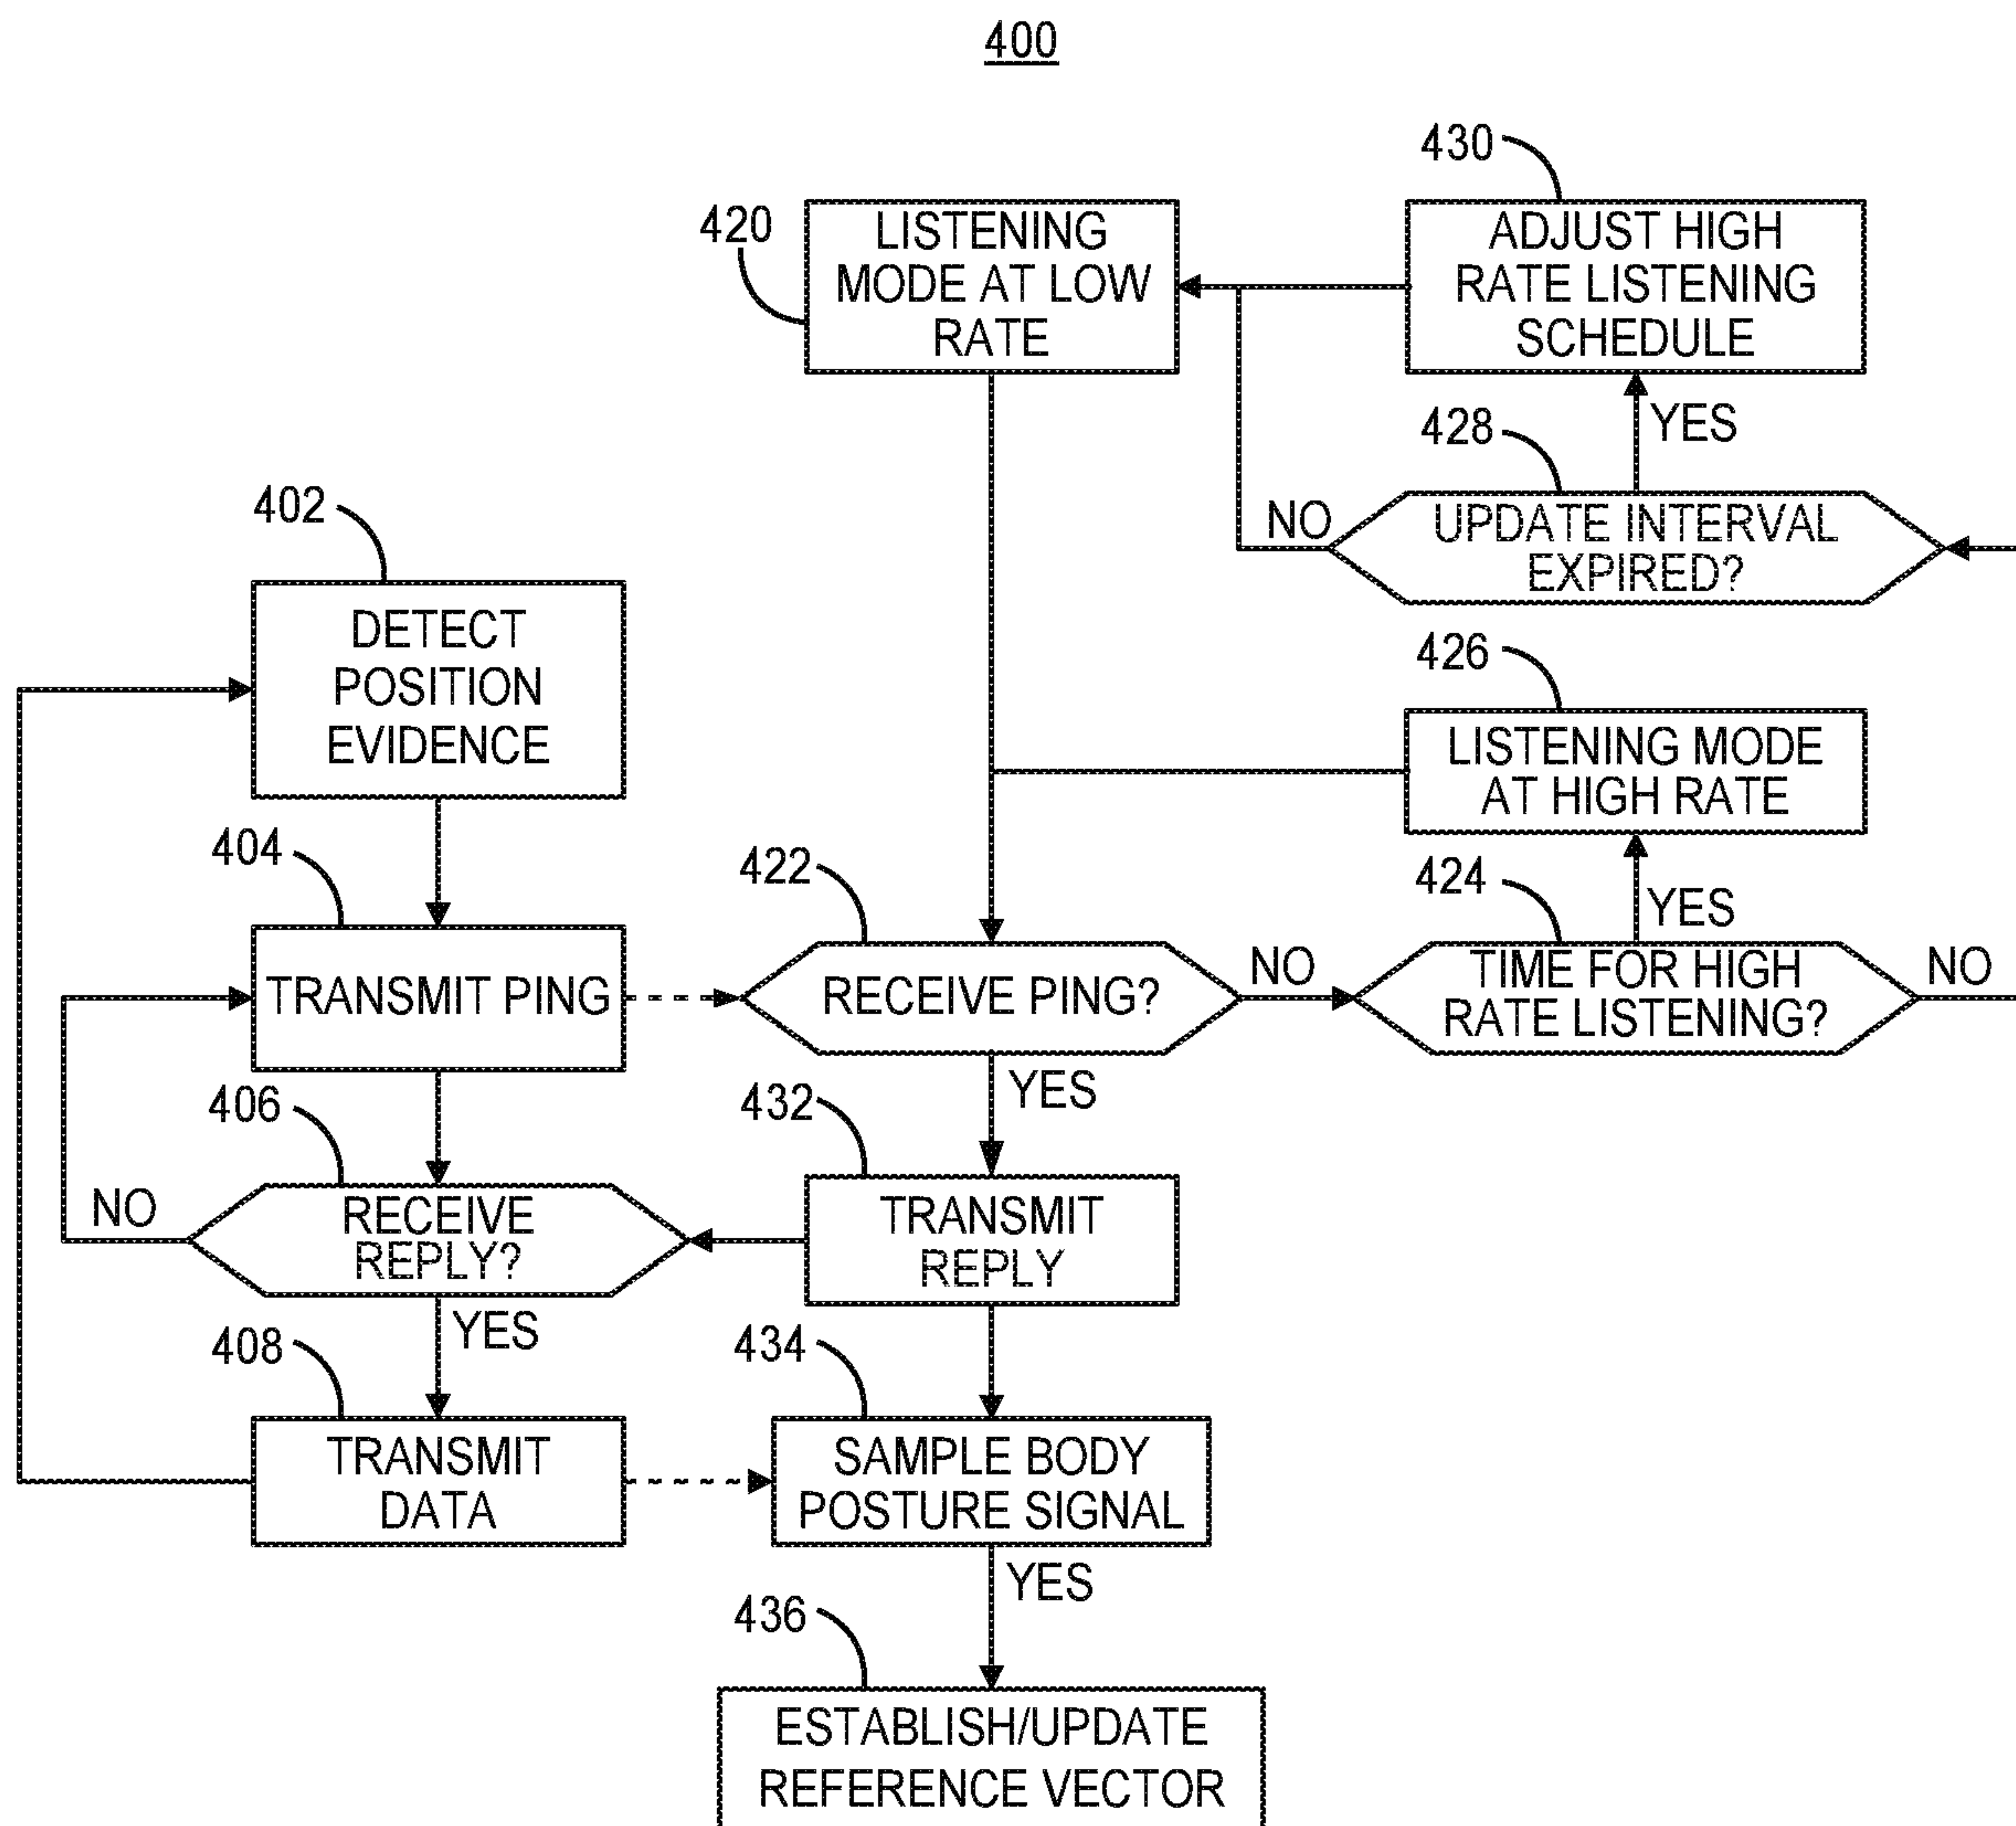 400
430
420
LISTENING
MODE AT LOW
RATE
ADJUST HIGH
RATE LISTENING
SCHEDULE
YES
428
NO
UPDATE INTERVAL
EXPIRED?
402
DETECT
POSITION
EVIDENCE
426
LISTENING MODE
AT HIGH RATE
404
422
424
YES
TRANSMIT PING
RECEIVE PING?
NO
TIME FOR HIGH
RATE LISTENING?
NO
YES
406
432
NO
RECEIVE
REPLY?
TRANSMIT
REPLY
YES
408
434
TRANSMIT
DATA
SAMPLE BODY
POSTURE SIGNAL
YES
436
ESTABLISH/UPDATE
REFERENCE VECTOR